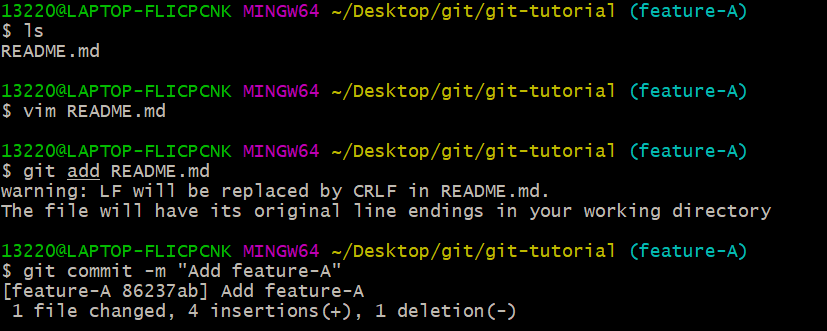 13220@LAPTOP-FLICPCNK MINGW64 ~/Desktop/git/git-tutorial (feature-A)
$ ls
README.md
13220@LAPTOP-FLICPCNK MINGW64 ~/Desktop/git/git-tutorial (feature-A)
$ vim README.md
13220@LAPTOP-FLICPCNK MINGW64 ~/Desktop/git/git-tutorial (feature-A)
$ git add README.md
warning: LF will be replaced by CRLF in README.md.
The file will have its original line endings in your working directory
13220@LAPTOP-FLICPCNK MINGW64 ~/Desktop/git/git-tutorial (feature-A)
$ git commit -m "Add feature-A"
[feature-A 86237ab] Add feature-A
 1 file changed, 4 insertions(+), 1 deletion(-)